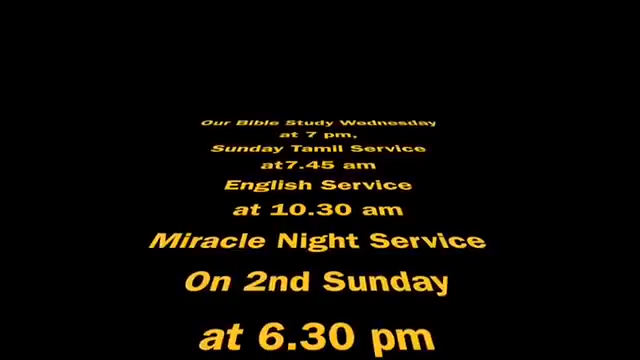 Our Bible Study Wednesday
at 7 pm,
Sunday Tamil Service
at7.45 am
English Service
at 10.30 am
Miracle Night Service
On 2nd Sunday
at 6.30 pm